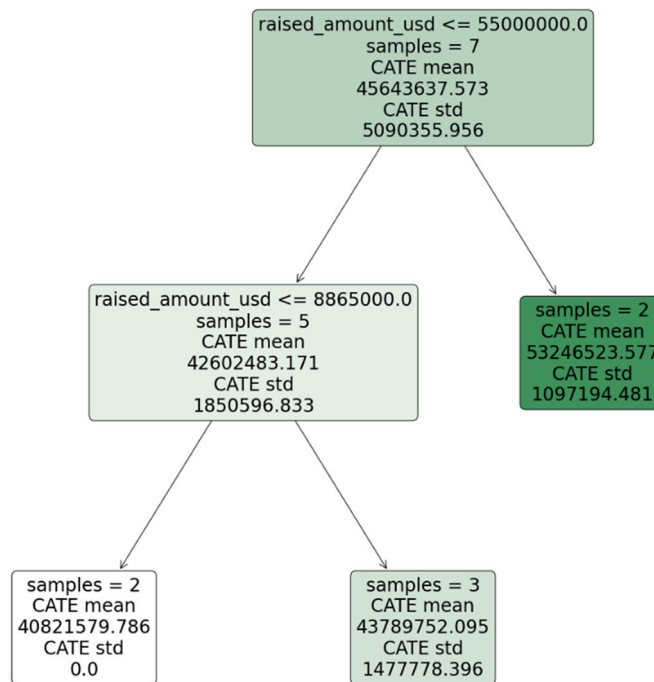 raised_amount_usd <= 55000000.0
samples = 7
CATE mean
45643637.573
CATE std
5090355.956
raised_amount_usd <= 8865000.0
samples = 5
CATE mean
42602483.171
CATE std
1850596.833
samples = 2
CATE mean
53246523.577
CATE std
1097194.481
samples = 2
CATE mean
40821579.786
CATE std
0.0
samples = 3
CATE mean
43789752.095
CATE std
1477778.396